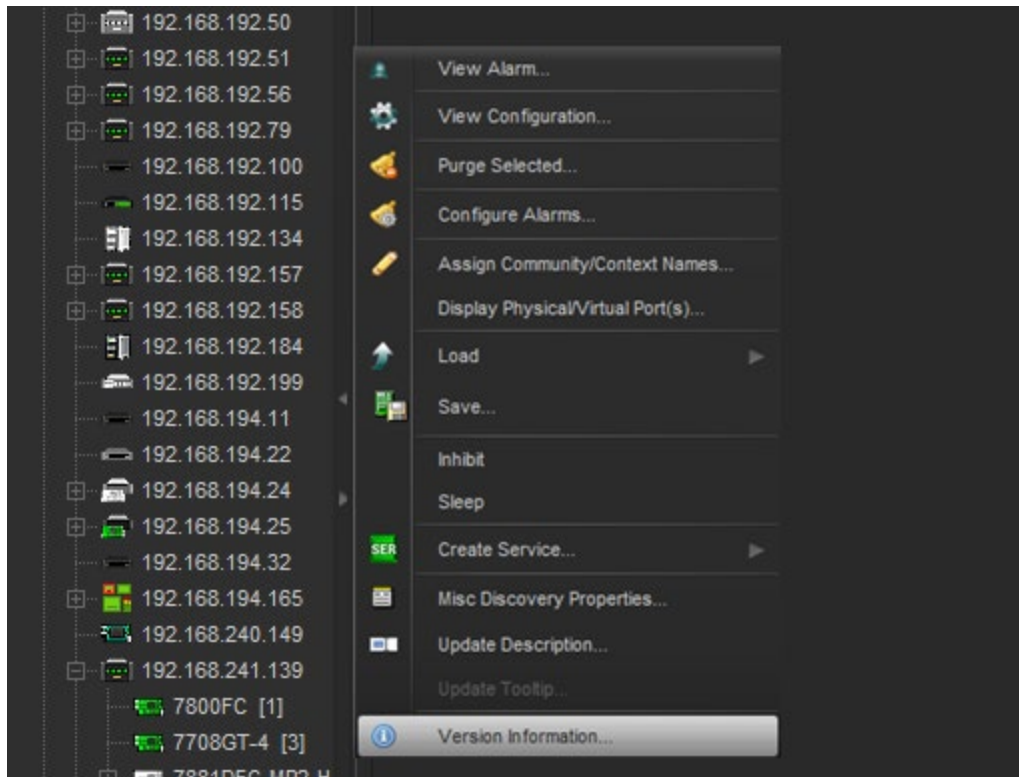 192.168.192.50
192.168.192.51
192.168.192.56
192.168.192.79
192.168.192.100
192.168.192.115
192.168.192.134
192.168.192.157
192.168.192.158
192.168.192.184
192.168.192.199
192.168.194.11
192.168.194.22
192.168.194.24
192.168.194.25
192.168.194.32
192.168.194.165
192.168.240.149
192.168.241.139
7800FC [1]
7708GT-4 [3]
View Alarm...
View Configuration...
Purge Selected...
Configure Alarms...
Assign Community/Context Names...
Display Physical/Virtual Port(s)...
Load
Save...
Inhibit
Sleep
SER Create Service...
Misc Discovery Properties...
Update Description...
Update Tooltip...
Version Information...